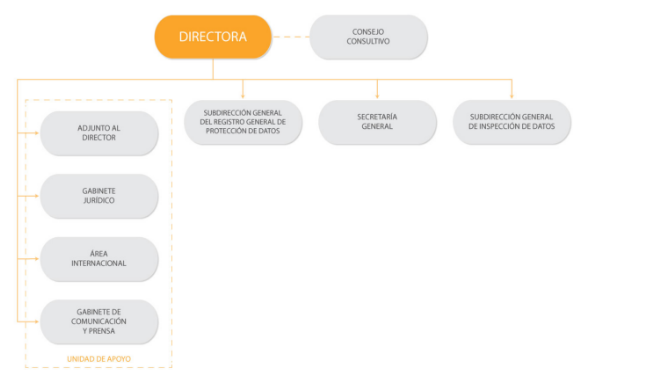 DIRECTORA
CONSEJO
CONSULTIVO
SUBDIRECCIÓN GENERAL
DEL REGISTRO GENERAL DE
PROTECCIÓN DE DATOS
SECRETARÍA
GENERAL
SUBDIRECCIÓN GENERAL
DE INSPECCIÓN DE DATOS
ADJUNTO AL
DIRECTOR
GABINETE
JURÍDICO
ÁREA
INTERNACIONAL
GABINETE DE
COMUNICACIÓN
Y PRENSA
UNIDAD DE APOYO